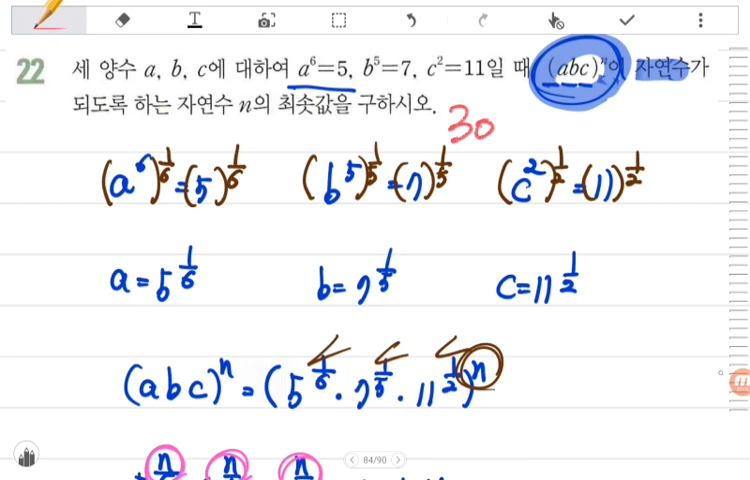 22 세 양수 a, b, c에 대하여 a⁶=5, b⁵=7, c²=11일 때 (abc)ⁿ이 자연수가
되도록 하는 자연수 n의 최솟값을 구하시오.
30
(a⁶)^(1/6)=(5)^(1/6) (b⁵)^(1/5)=(7)^(1/5) (c²)^(1/2)=(11)^(1/2)
a=5^(1/6) b=7^(1/5) c=11^(1/2)
(abc)ⁿ=(5^(1/6)·7^(1/5)·11^(1/2))ⁿ
84/90
n n n